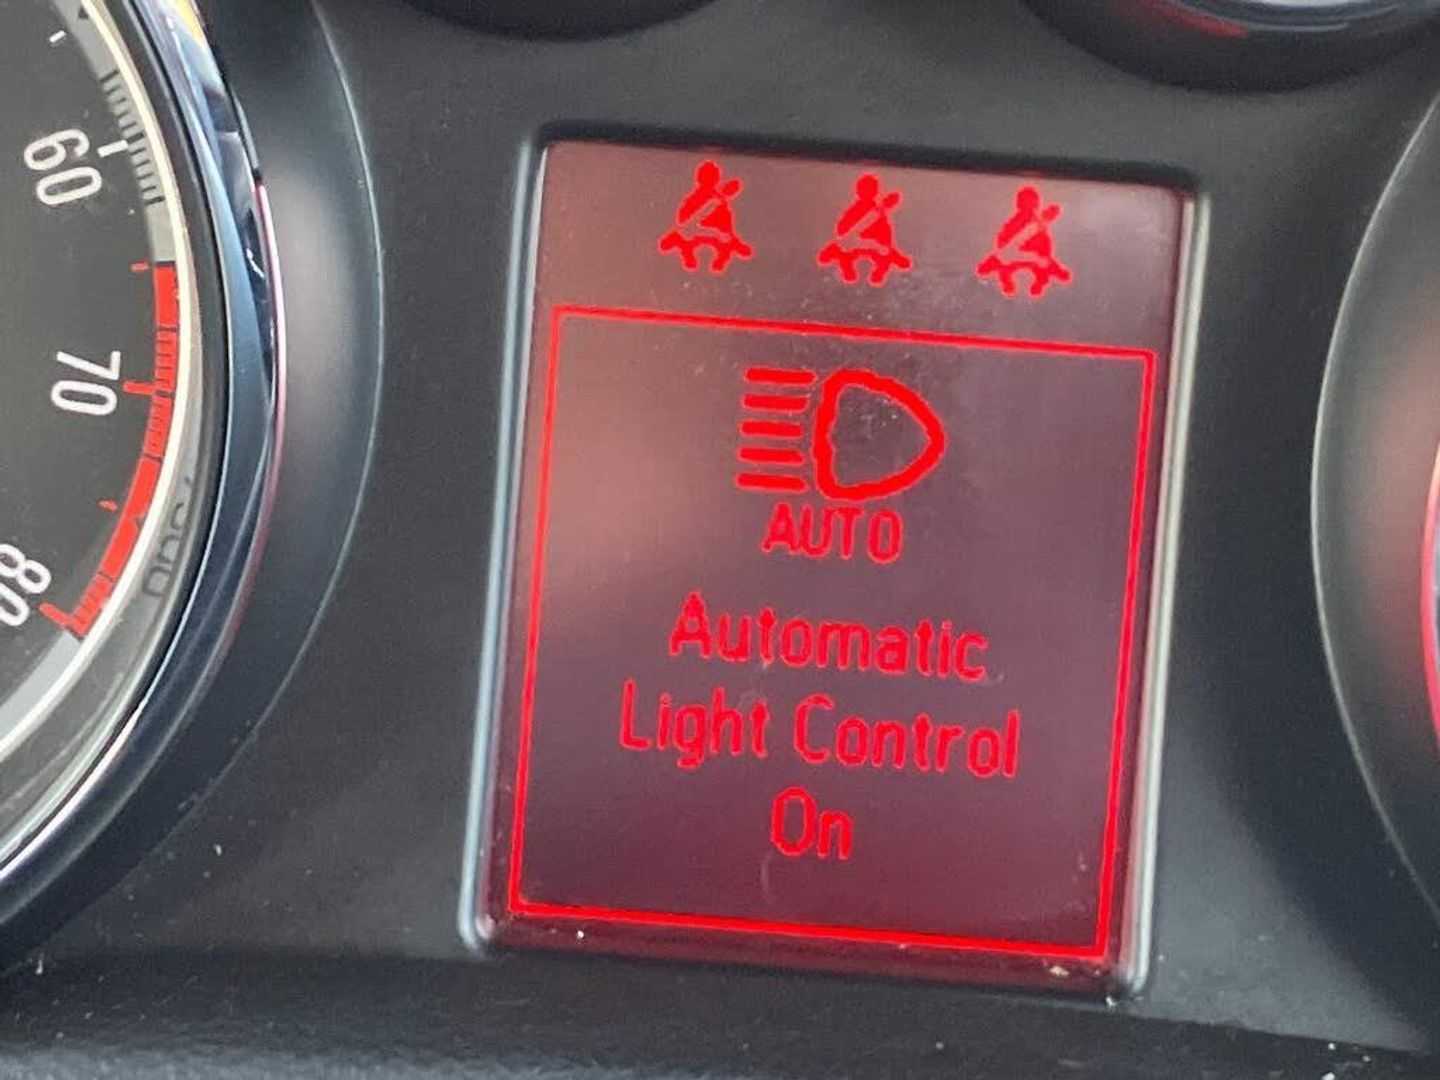 60
70
80
AUTO
Automatic
Light Control
On